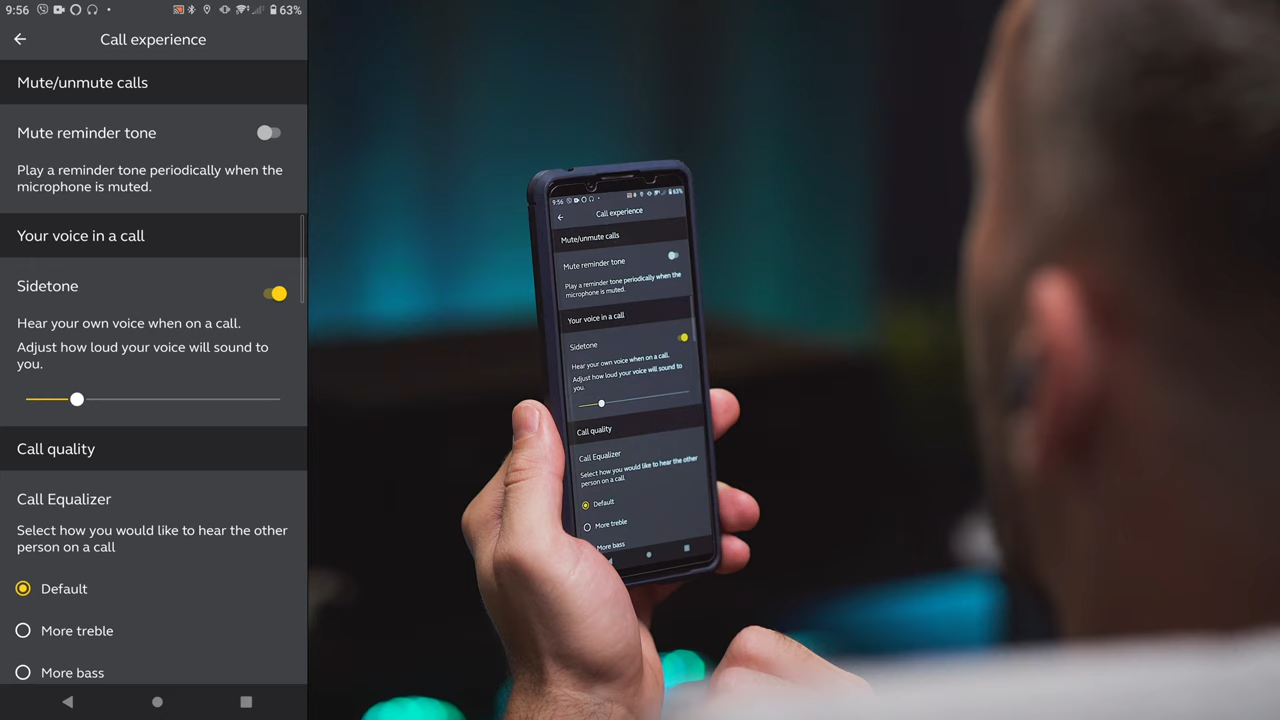 9:56
63%
Call experience
Mute/unmute calls
Mute reminder tone
Play a reminder tone periodically when the
microphone is muted.
Your voice in a call
Sidetone
Hear your own voice when on a call.
Adjust how loud your voice will sound to
you.
Call quality
Call Equalizer
Select how you would like to hear the other
person on a call
Default
More treble
More bass
9:56
63%
Call experience
Mute/unmute calls
Mute reminder tone
Play a reminder tone periodically when the
microphone is muted.
Your voice in a call
Sidetone
Hear your own voice when on a call.
Adjust how loud your voice will sound to
you.
Call quality
Call Equalizer
Select how you would like to hear the other
person on a call
Default
More treble
More bass